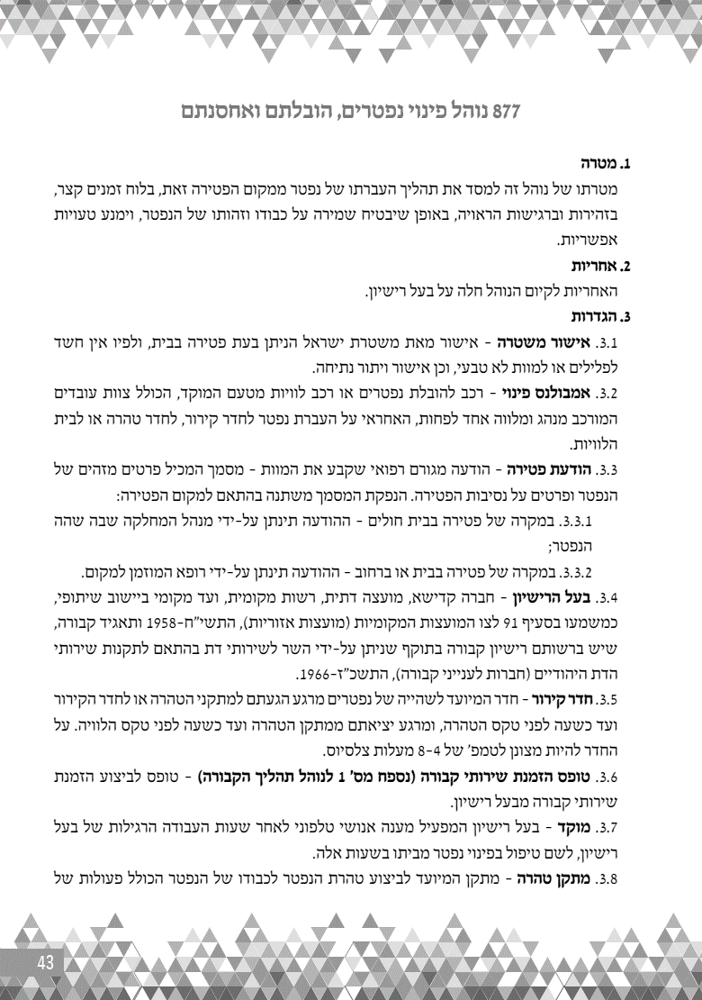 877 נוהל פינוי נפטרים, הובלתם ואחסנתם
1. מטרה
מטרתו של נוהל זה למסד את תהליך העברתו של נפטר ממקום הפטירה זאת, בלוח זמנים קצר,
בזהירות וברגישות הראויה, באופן שיבטיח שמירה על כבודו וזהותו של הנפטר, וימנע טעויות
אפשריות.
2. אחריות
האחריות לקיום הנוהל חלה על בעל רישיון.
3. הגדרות
3.1. אישור משטרה - אישור מאת משטרת ישראל הניתן בעת פטירה בבית, ולפיו אין חשד
לפלילים או למוות לא טבעי, וכן אישור ויתור נתיחה.
3.2. אמבולנס פינוי - רכב להובלת נפטרים או רכב לוויות מטעם המוקד, הכולל צוות עובדים
המורכב מנהג ומלווה אחד לפחות, האחראי על העברת נפטר לחדר קירור, לחדר טהרה או לבית
הלוויות.
3.3. הודעת פטירה - הודעה מגורם רפואי שקבע את המוות - מסמך המכיל פרטים מזהים של
הנפטר ופרטים על נסיבות הפטירה. הנפקת המסמך משתנה בהתאם למקום הפטירה:
3.3.1. במקרה של פטירה בבית חולים - ההודעה תינתן על-ידי מנהל המחלקה שבה שהה
הנפטר;
3.3.2. במקרה של פטירה בבית או ברחוב - ההודעה תינתן על-ידי רופא המוזמן למקום.
3.4. בעל הרישיון - חברה קדישא, מועצה דתית, רשות מקומית, ועד מקומי ביישוב שיתופי,
כמשמעו בסעיף 91 לצו המועצות המקומיות (מועצות אזוריות), התשי״ח-1958 ותאגיד קבורה,
שיש ברשותם רישיון קבורה בתוקף שניתן על-ידי השר לשירותי דת בהתאם לתקנות שירותי
הדת היהודיים (חברות לענייני קבורה), התשכ״ז-1966.
3.5. חדר קירור - חדר המיועד לשהייה של נפטרים מרגע הגעתם למתקני הטהרה או לחדר הקירור
ועד כשעה לפני טקס הטהרה, ומרגע יציאתם ממתקן הטהרה ועד כשעה לפני טקס הלוויה. על
החדר להיות מצונן לטמפ׳ של 8-4 מעלות צלסיוס.
3.6. טופס הזמנת שירותי קבורה (נספח מס׳ 1 לנוהל תהליך הקבורה) - טופס לביצוע הזמנת
שירותי קבורה מבעל רישיון.
3.7. מוקד - בעל רישיון המפעיל מענה אנושי טלפוני לאחר שעות העבודה הרגילות של בעל
רישיון, לשם טיפול בפינוי נפטר מביתו בשעות אלה.
3.8. מתקן טהרה - מתקן המיועד לביצוע טהרת הנפטר לכבודו של הנפטר הכולל פעולות של
43